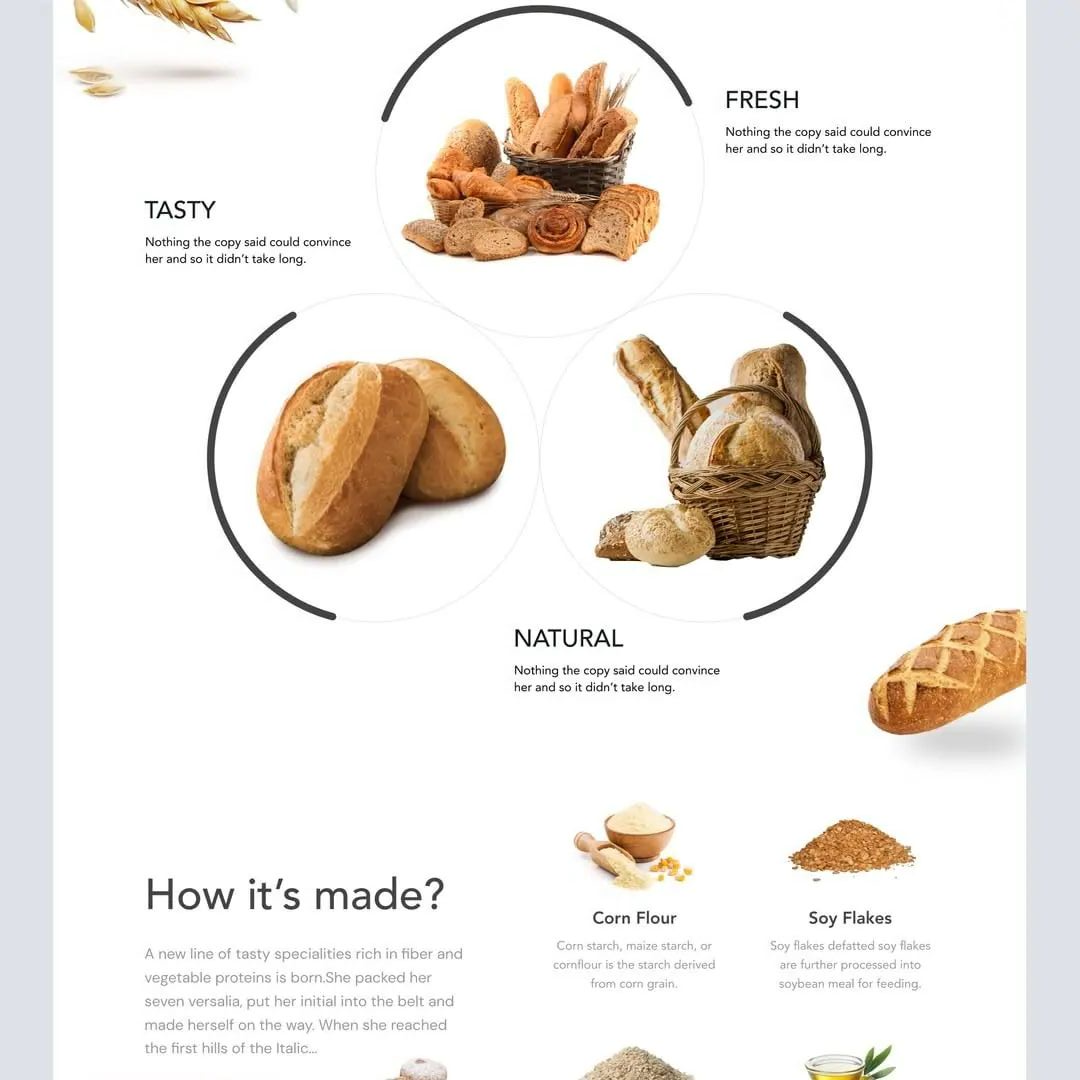 FRESH
Nothing the copy said could convince
her and so it didn’t take long.
TASTY
Nothing the copy said could convince
her and so it didn’t take long.
NATURAL
Nothing the copy said could convince
her and so it didn’t take long.
How it’s made?
A new line of tasty specialities rich in fiber and
vegetable proteins is born.She packed her
seven versalia, put her initial into the belt and
made herself on the way. When she reached
the first hills of the Italic...
Corn Flour
Corn starch, maize starch, or
cornflour is the starch derived
from corn grain.
Soy Flakes
Soy flakes defatted soy flakes
are further processed into
soybean meal for feeding.